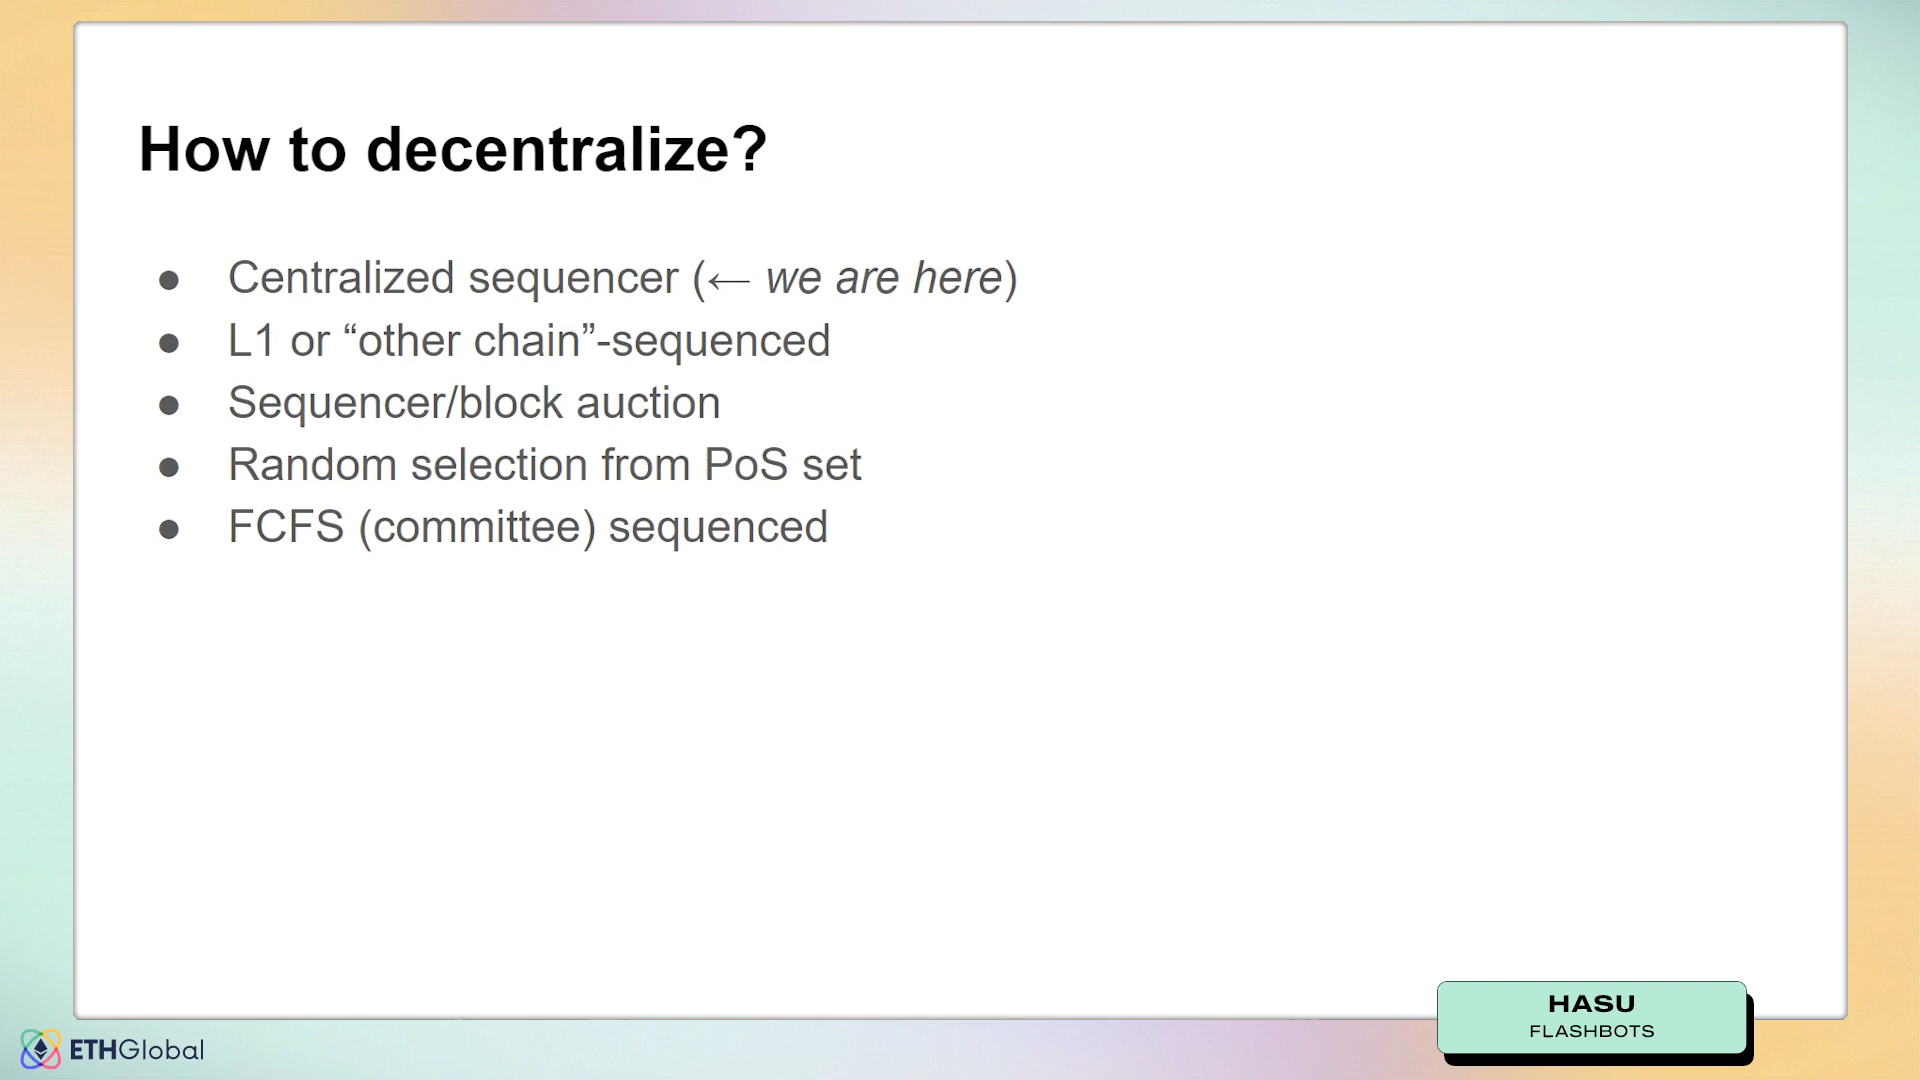 How to decentralize?
● Centralized sequencer (← we are here)
● L1 or “other chain”-sequenced
● Sequencer/block auction
● Random selection from PoS set
● FCFS (committee) sequenced
HASU
FLASHBOTS
ETHGlobal